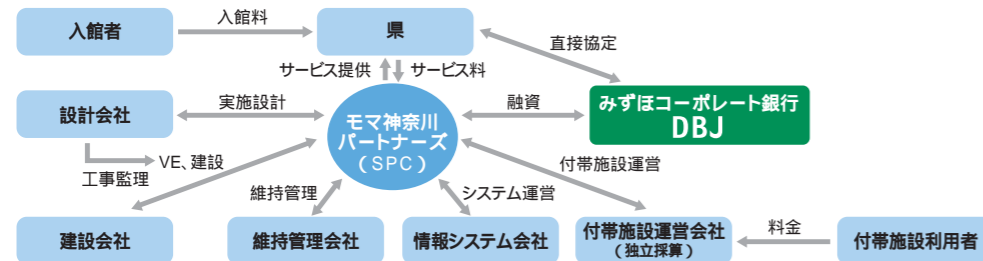 入館者
入館料
県
直接協定
サービス提供
サービス料
設計会社
実施設計
モマ神奈川
パートナーズ
(SPC)
融資
みずほコーポレート銀行
DBJ
VE、建設
工事監理
維持管理
システム運営
付帯施設運営
建設会社
維持管理会社
情報システム会社
付帯施設運営会社
(独立採算)
料金
付帯施設利用者